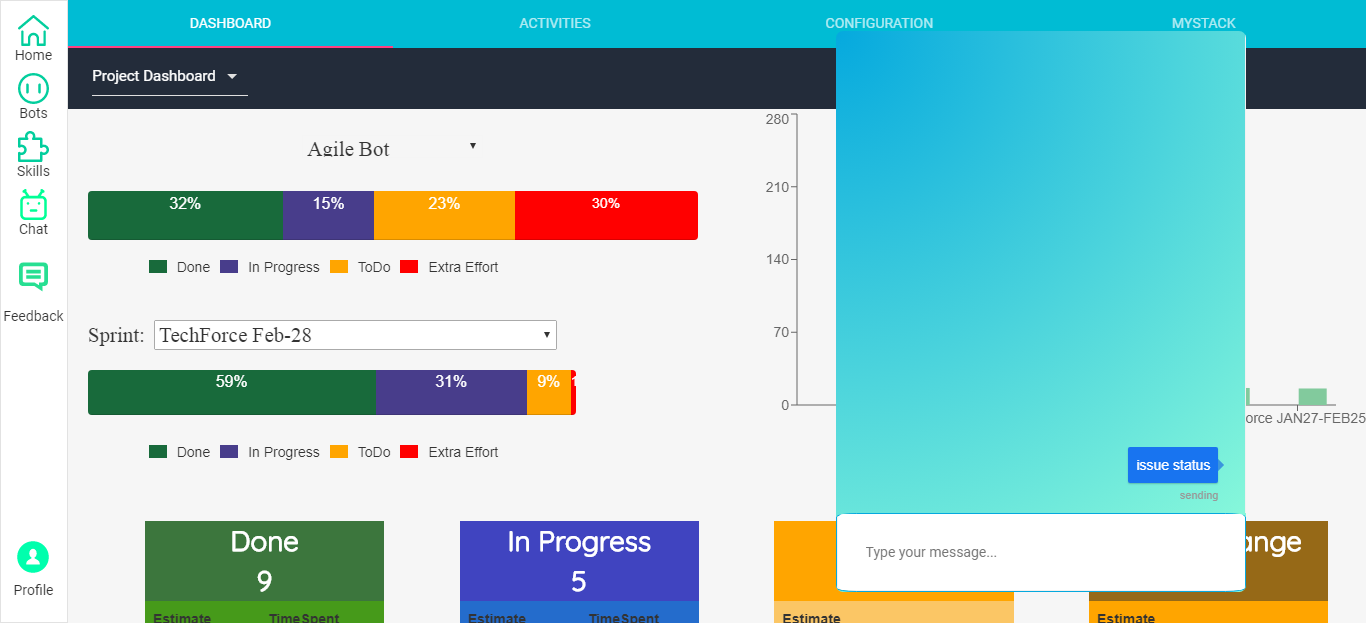 DASHBOARD ACTIVITIES CONFIGURATION MYSTACK
Home
Bots
Skills
Chat
Feedback
Profile
Project Dashboard
Agile Bot
32% 15% 23% 30%
Done In Progress ToDo Extra Effort
Sprint: TechForce Feb-28
59% 31% 9%
Done In Progress ToDo Extra Effort
280
210
140
70
0
orce JAN27-FEB25
issue status
sending
Type your message...
Done
9
Estimate TimeSpent
In Progress
5
Estimate TimeSpent
Estimate
ange
Estimate